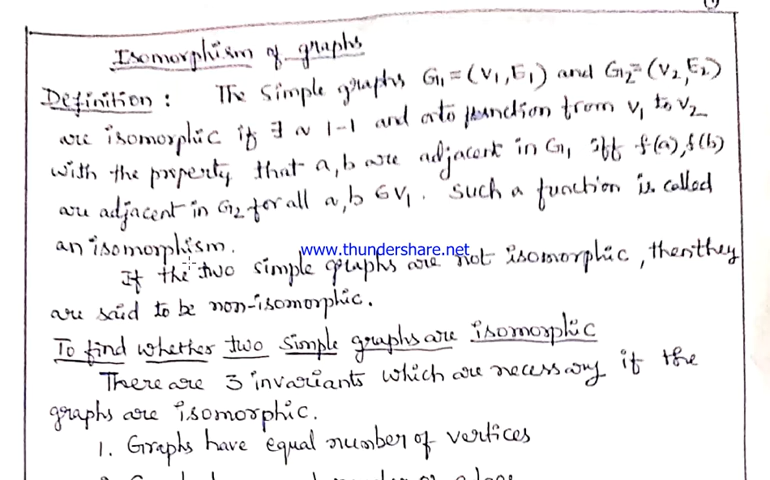 Isomorphism of graphs
Definition: The simple graphs G₁=(V₁,E₁) and G₂=(V₂,E₂)
are isomorphic if ∃ a 1-1 and onto function from V₁ to V₂
with the property that a,b are adjacent in G₁ iff f(a),f(b)
are adjacent in G₂ for all a,b ∈ V₁. Such a function is called
an isomorphism.
www.thundershare.net
If the two simple graphs are not isomorphic, then they
are said to be non-isomorphic.
To find whether two simple graphs are isomorphic
There are 3 invariants which are necessary if the
graphs are isomorphic.
1. Graphs have equal number of vertices